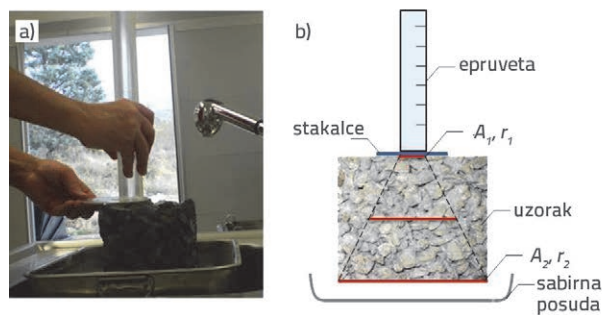 a)
b)
epruveta
stakalce
A₁, r₁
uzorak
A₂, r₂
sabirna
posuda